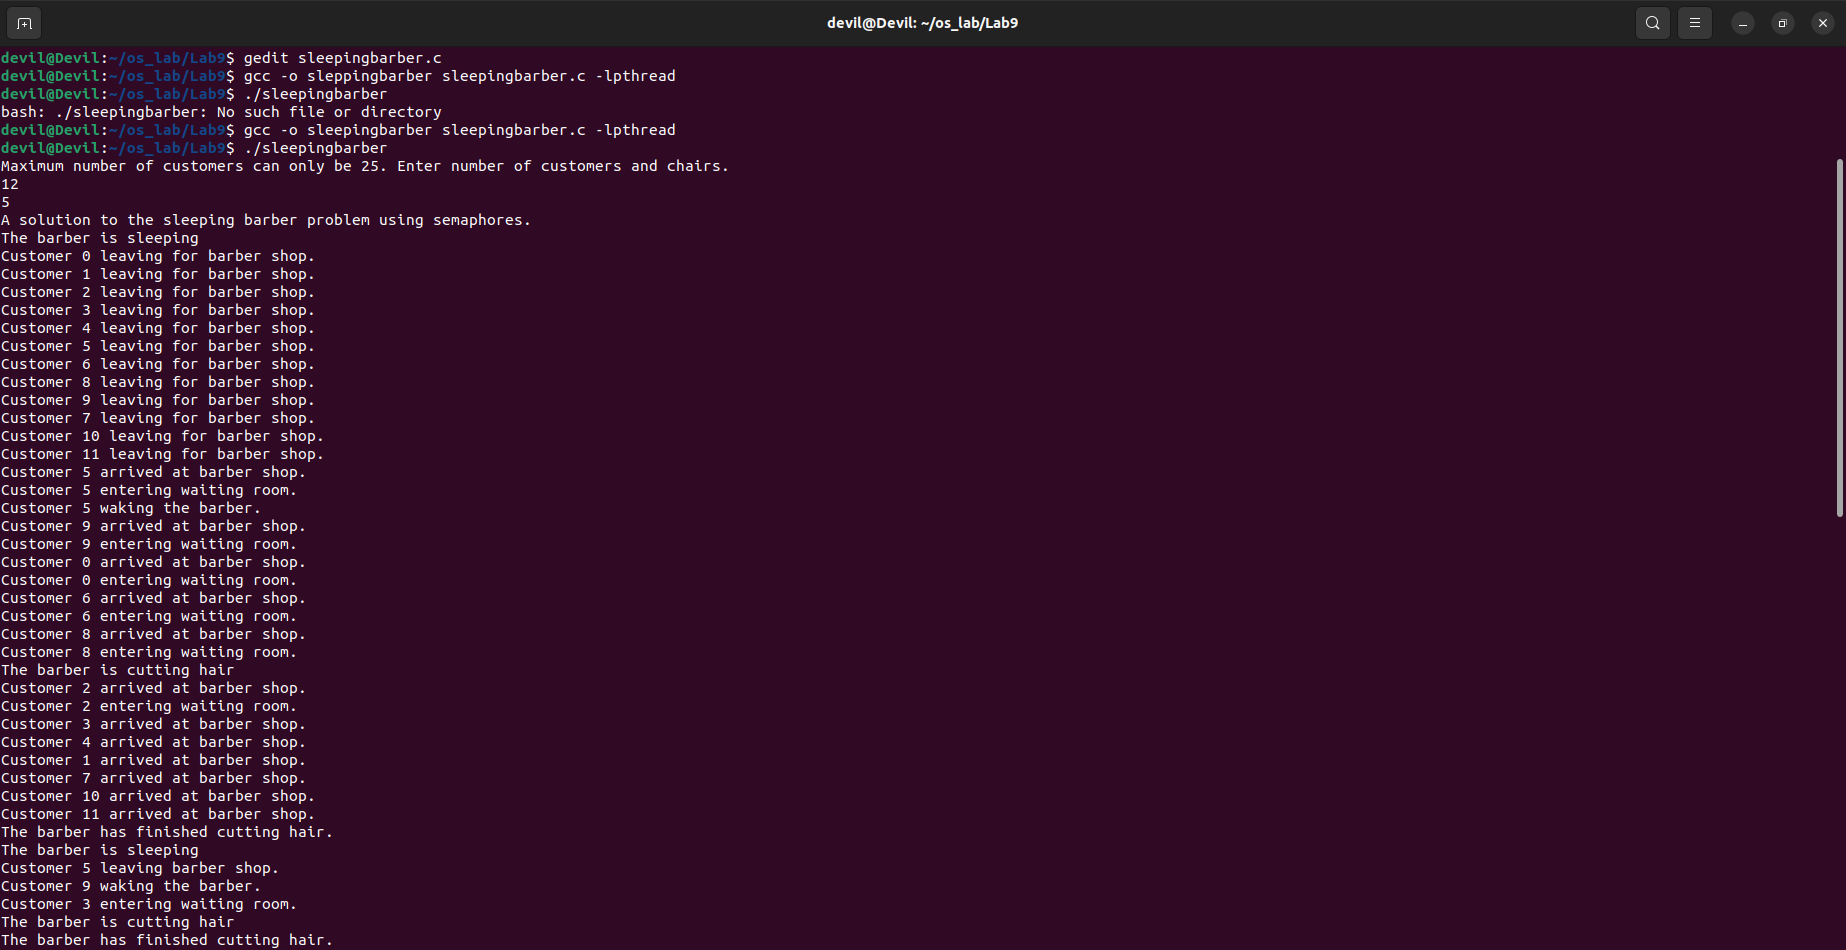 devil@Devil: ~/os_lab/Lab9
devil@Devil:~/os_lab/Lab9$ gedit sleepingbarber.c
devil@Devil:~/os_lab/Lab9$ gcc -o sleppingbarber sleepingbarber.c -lpthread
devil@Devil:~/os_lab/Lab9$ ./sleepingbarber
bash: ./sleepingbarber: No such file or directory
devil@Devil:~/os_lab/Lab9$ gcc -o sleepingbarber sleepingbarber.c -lpthread
devil@Devil:~/os_lab/Lab9$ ./sleepingbarber
Maximum number of customers can only be 25. Enter number of customers and chairs.
12
5
A solution to the sleeping barber problem using semaphores.
The barber is sleeping
Customer 0 leaving for barber shop.
Customer 1 leaving for barber shop.
Customer 2 leaving for barber shop.
Customer 3 leaving for barber shop.
Customer 4 leaving for barber shop.
Customer 5 leaving for barber shop.
Customer 6 leaving for barber shop.
Customer 8 leaving for barber shop.
Customer 9 leaving for barber shop.
Customer 7 leaving for barber shop.
Customer 10 leaving for barber shop.
Customer 11 leaving for barber shop.
Customer 5 arrived at barber shop.
Customer 5 entering waiting room.
Customer 5 waking the barber.
Customer 9 arrived at barber shop.
Customer 9 entering waiting room.
Customer 0 arrived at barber shop.
Customer 0 entering waiting room.
Customer 6 arrived at barber shop.
Customer 6 entering waiting room.
Customer 8 arrived at barber shop.
Customer 8 entering waiting room.
The barber is cutting hair
Customer 2 arrived at barber shop.
Customer 2 entering waiting room.
Customer 3 arrived at barber shop.
Customer 4 arrived at barber shop.
Customer 1 arrived at barber shop.
Customer 7 arrived at barber shop.
Customer 10 arrived at barber shop.
Customer 11 arrived at barber shop.
The barber has finished cutting hair.
The barber is sleeping
Customer 5 leaving barber shop.
Customer 9 waking the barber.
Customer 3 entering waiting room.
The barber is cutting hair
The barber has finished cutting hair.